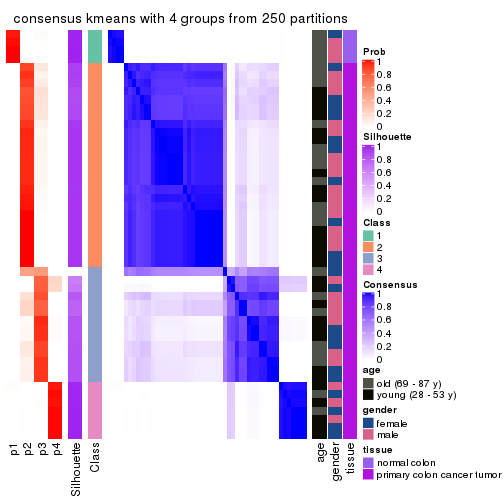 consensus kmeans with 4 groups from 250 partitions
Prob
1
0.8
0.6
0.4
0.2
0
Silhouette
1
0.8
0.6
0.4
0.2
0
Class
1
2
3
4
Consensus
1
0.8
0.6
0.4
0.2
0
age
old (69 - 87 y)
young (28 - 53 y)
gender
female
male
tissue
normal colon
primary colon cancer tumor
p1
p2
p3
p4
Silhouette
Class
age
gender
tissue